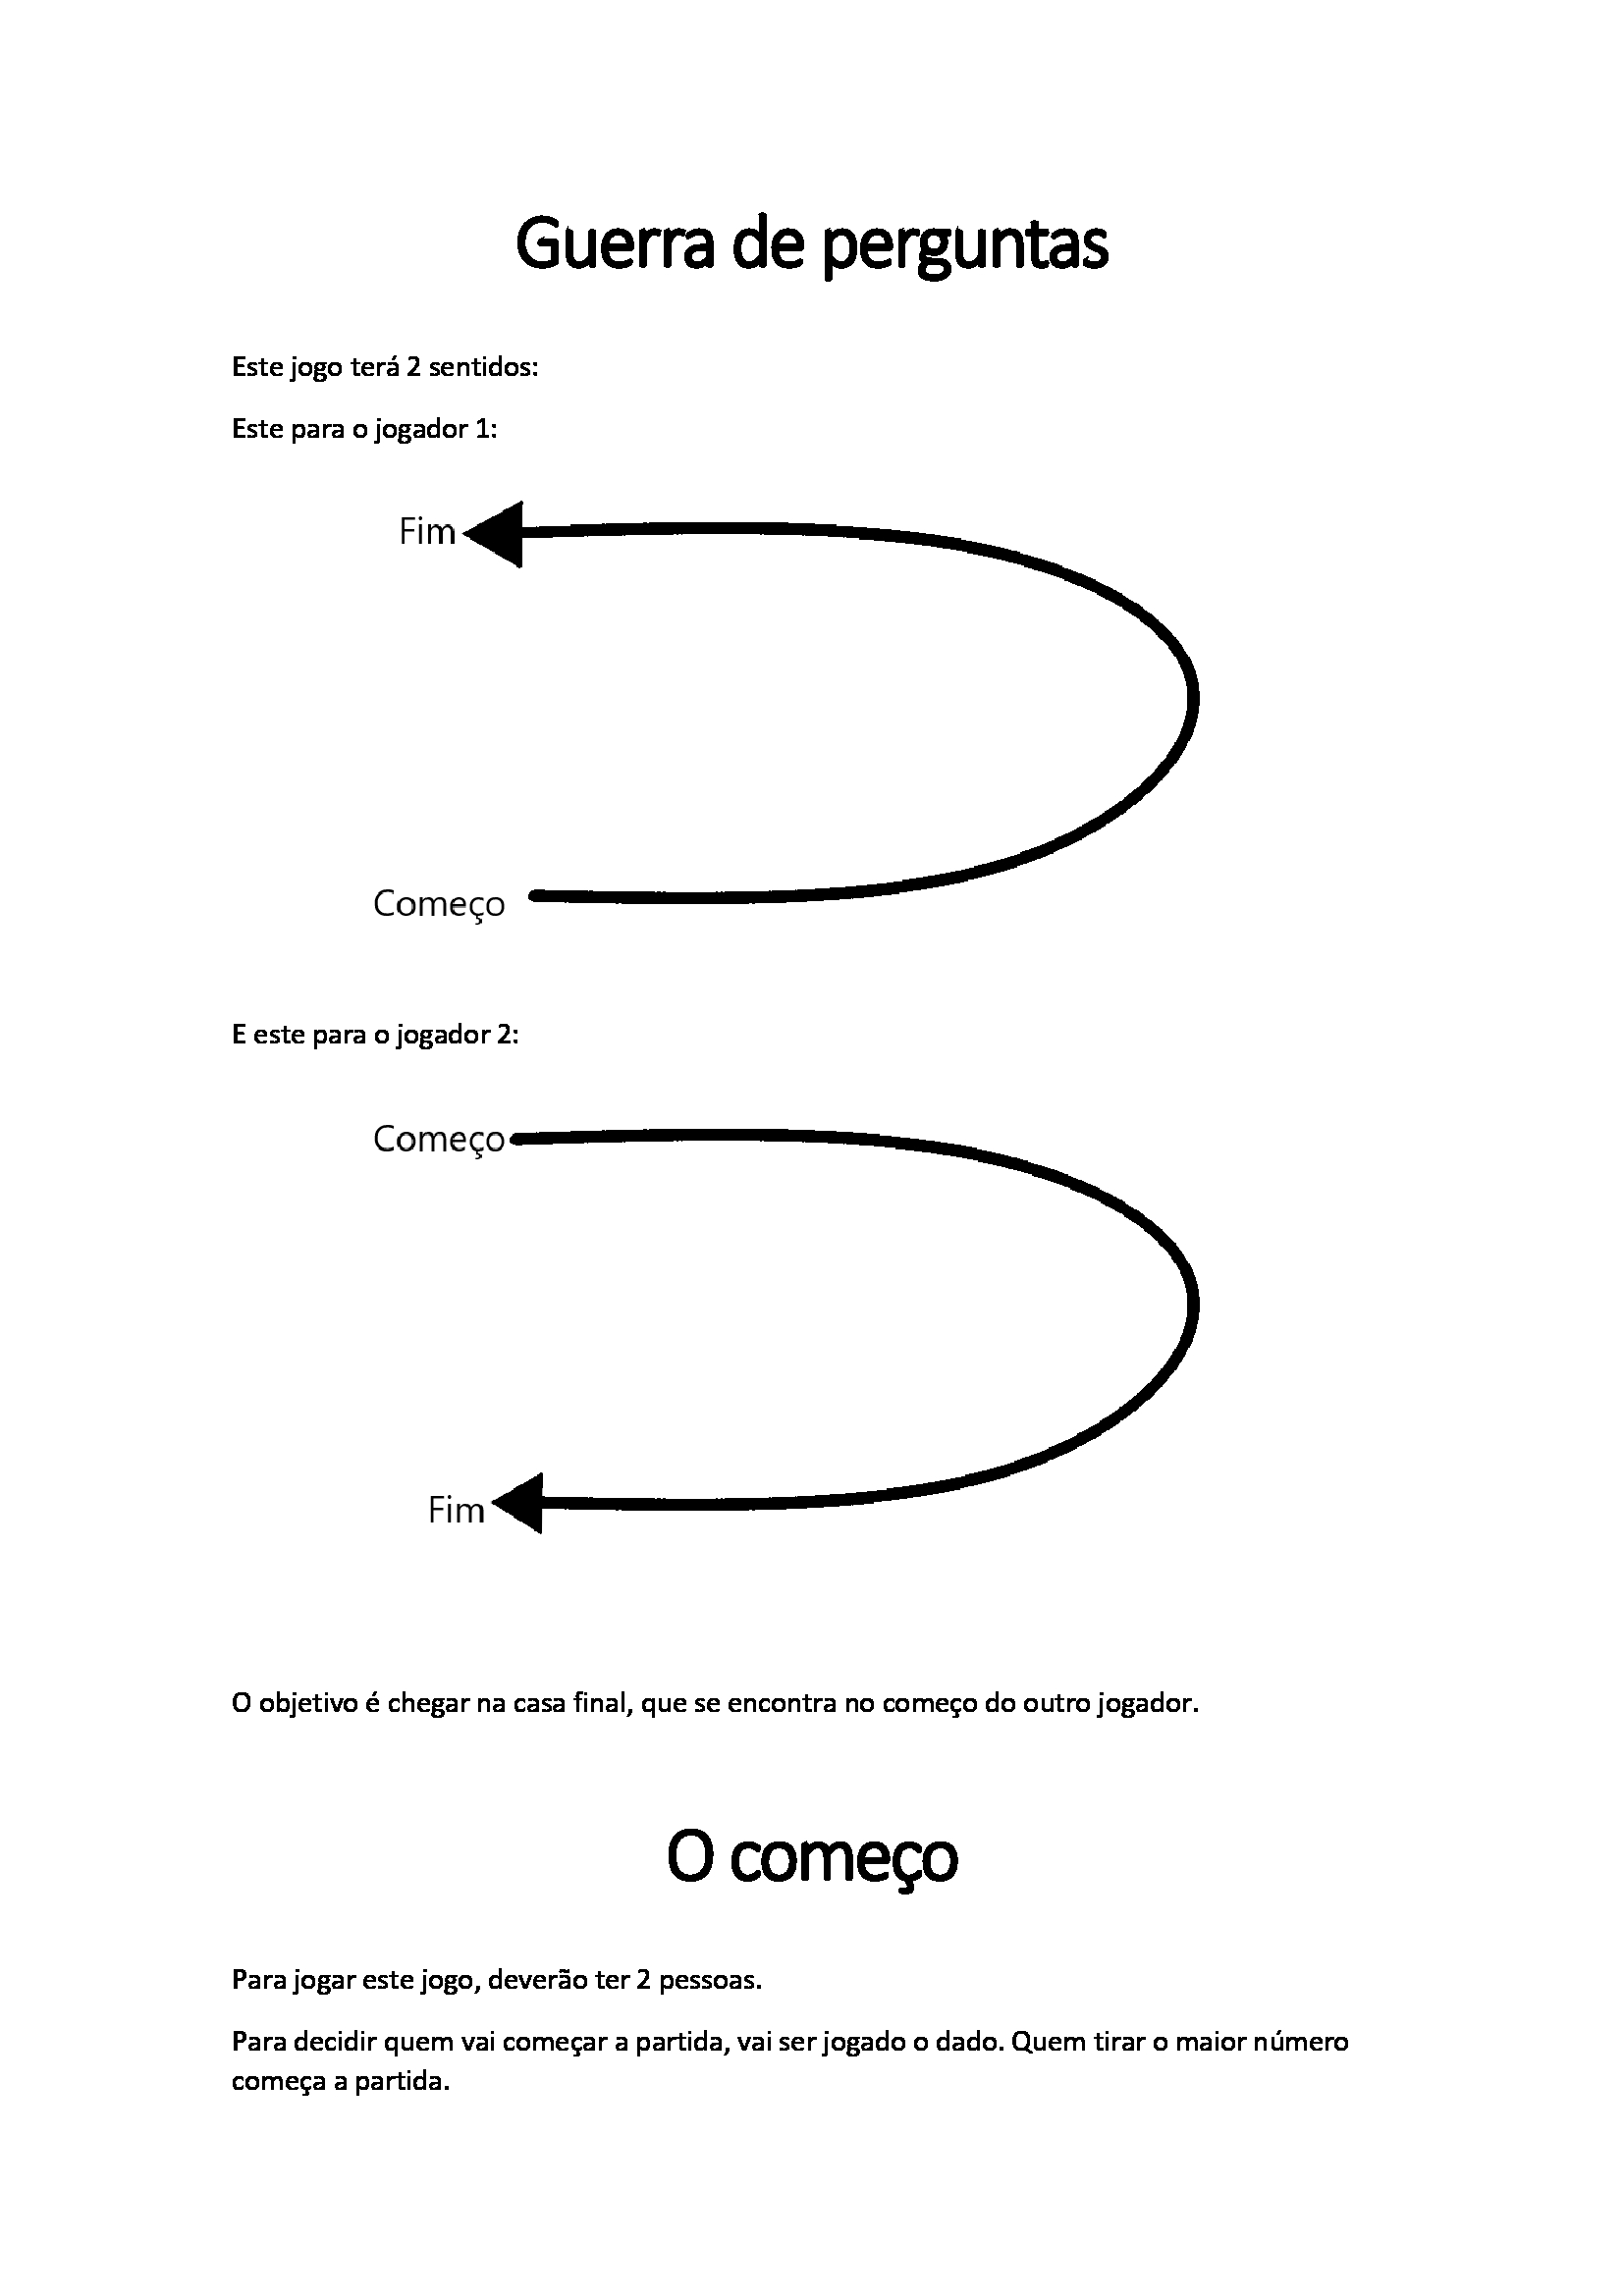 Guerra de perguntas
Este jogo terá 2 sentidos:
Este para o jogador 1:
Fim
Começo
E este para o jogador 2:
Começo
Fim
O objetivo é chegar na casa final, que se encontra no começo do outro jogador.
O começo
Para jogar este jogo, deverão ter 2 pessoas.
Para decidir quem vai começar a partida, vai ser jogado o dado. Quem tirar o maior número
começa a partida.